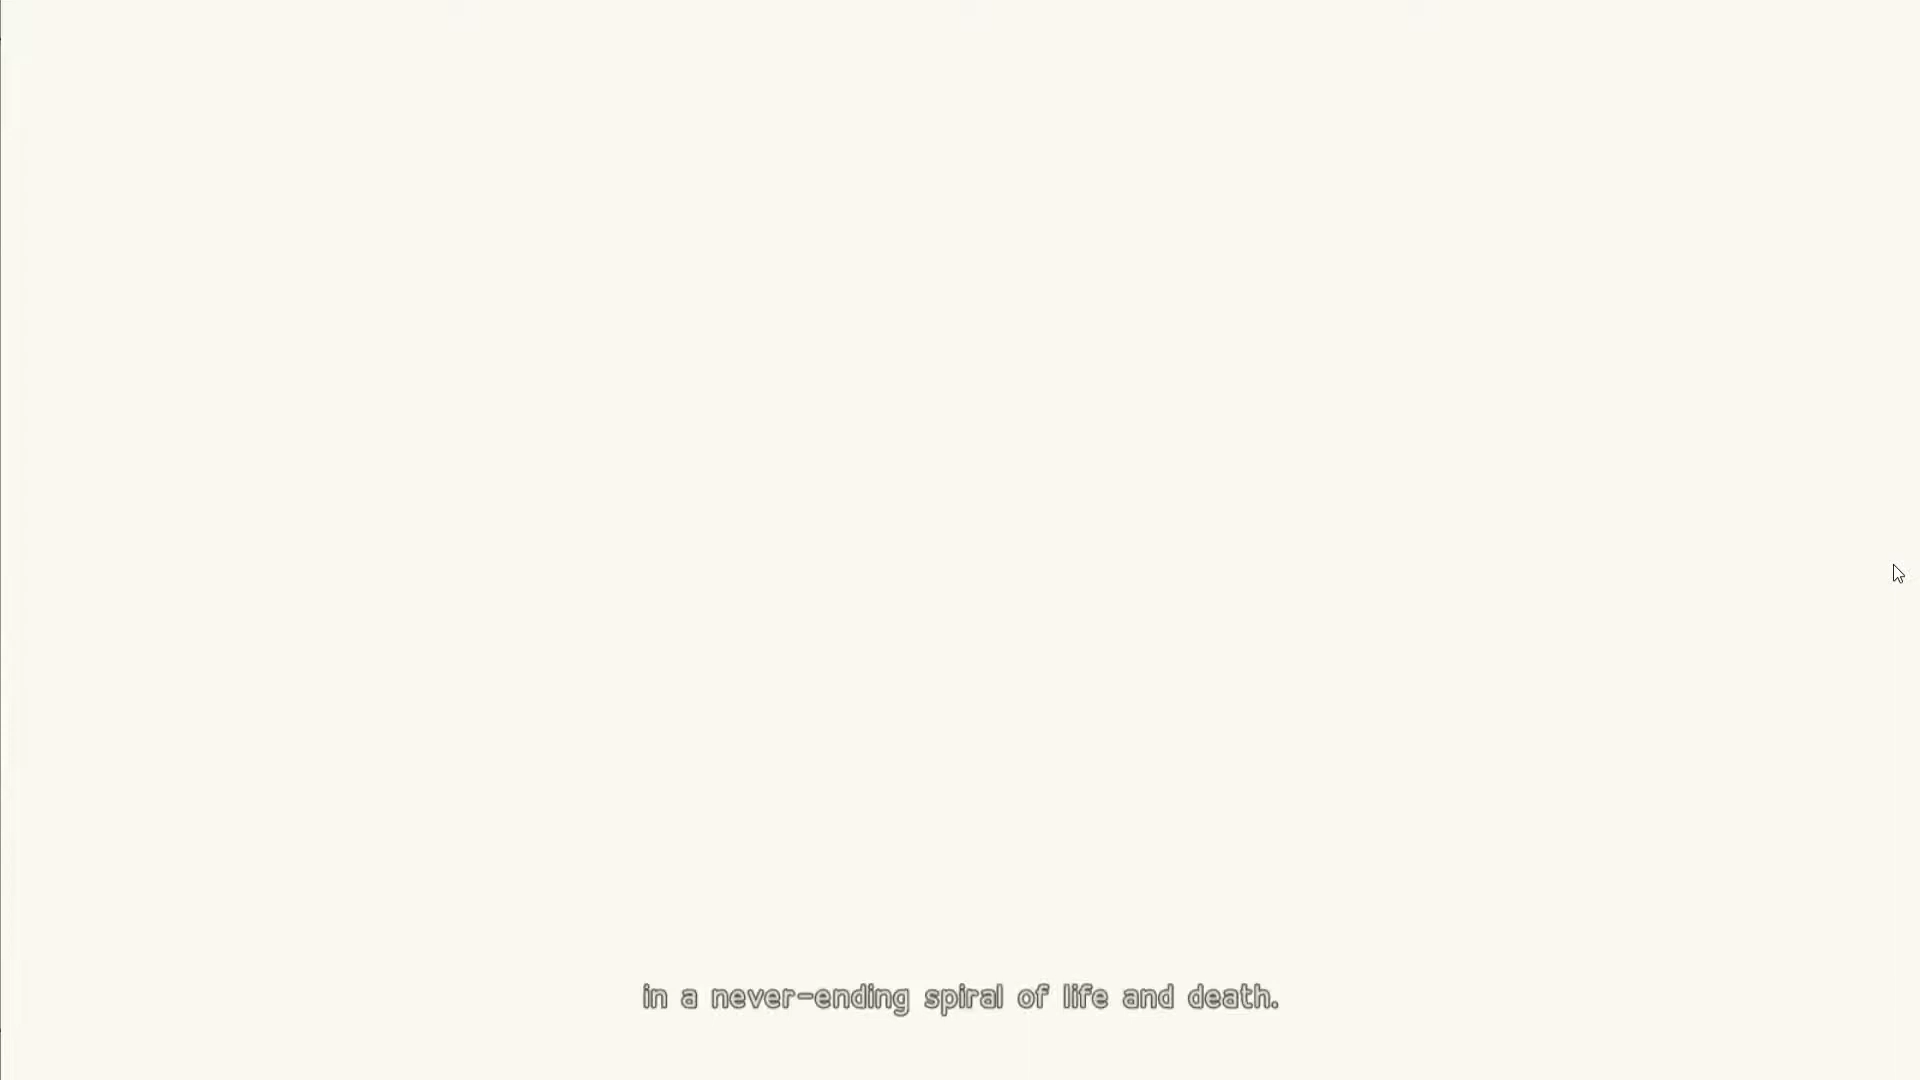 in a never-ending spiral of life and death.